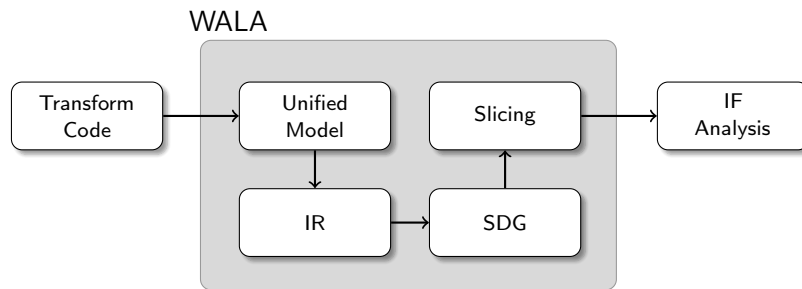 WALA
Transform
Code
Unified
Model
Slicing
IF
Analysis
IR
SDG